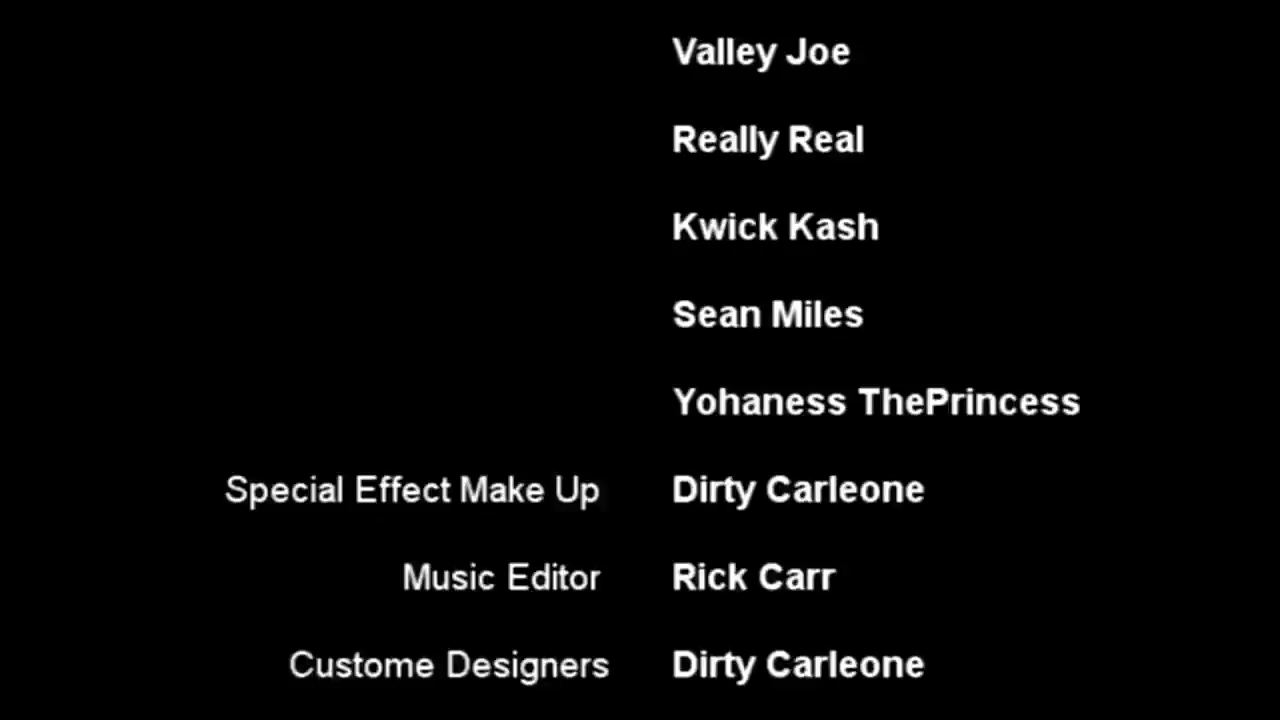 Valley Joe
Really Real
Kwick Kash
Sean Miles
Yohaness ThePrincess
Special Effect Make Up Dirty Carleone
Music Editor Rick Carr
Custome Designers Dirty Carleone